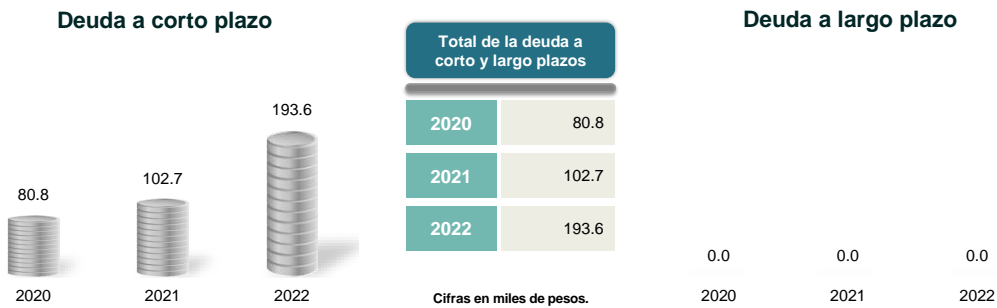 Deuda a corto plazo
193.6
102.7
80.8
2020 2021 2022
Total de la deuda a
corto y largo plazos
2020 80.8
2021 102.7
2022 193.6
Cifras en miles de pesos.
Deuda a largo plazo
0.0 0.0 0.0
2020 2021 2022